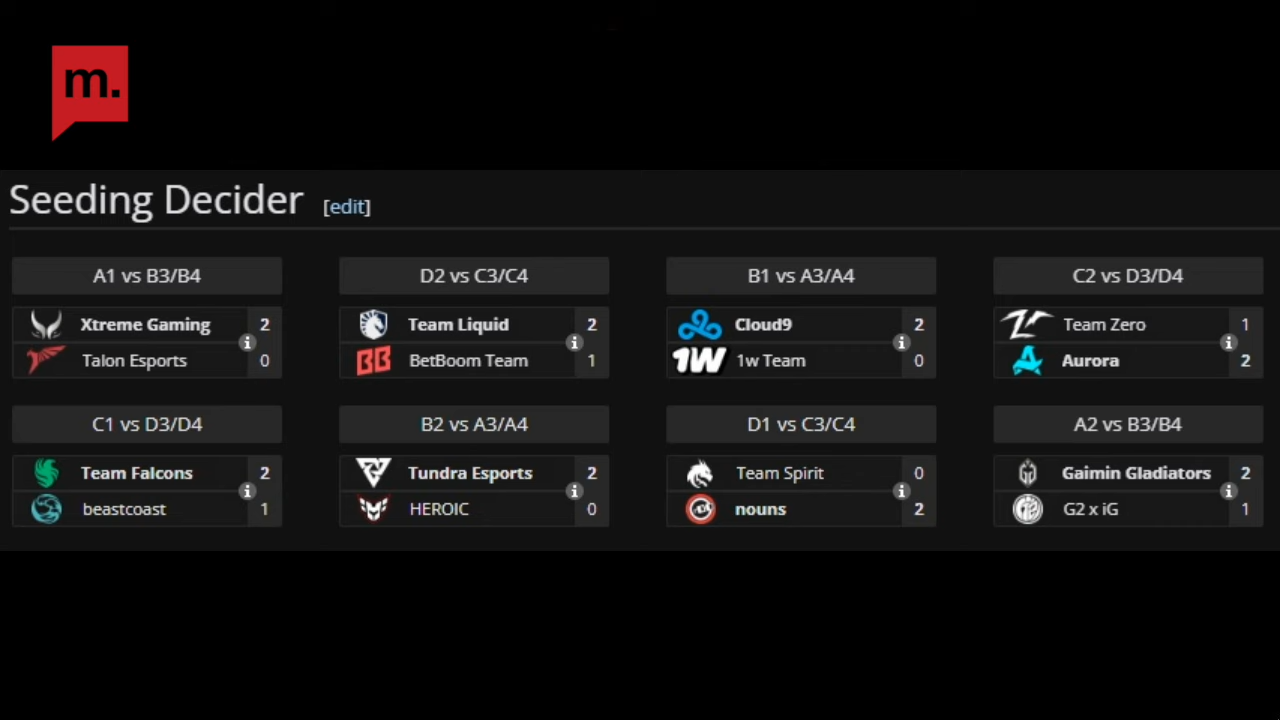 m.
Seeding Decider [edit]
A1 vs B3/B4
Xtreme Gaming 2
Talon Esports 0
D2 vs C3/C4
Team Liquid 2
BB BetBoom Team 1
B1 vs A3/A4
Cloud9 2
1W 1w Team 0
C2 vs D3/D4
Team Zero 1
Aurora 2
C1 vs D3/D4
Team Falcons 2
beastcoast 1
B2 vs A3/A4
Tundra Esports 2
HEROIC 0
D1 vs C3/C4
Team Spirit 0
nouns 2
A2 vs B3/B4
Gaimin Gladiators 2
G2 x iG 1